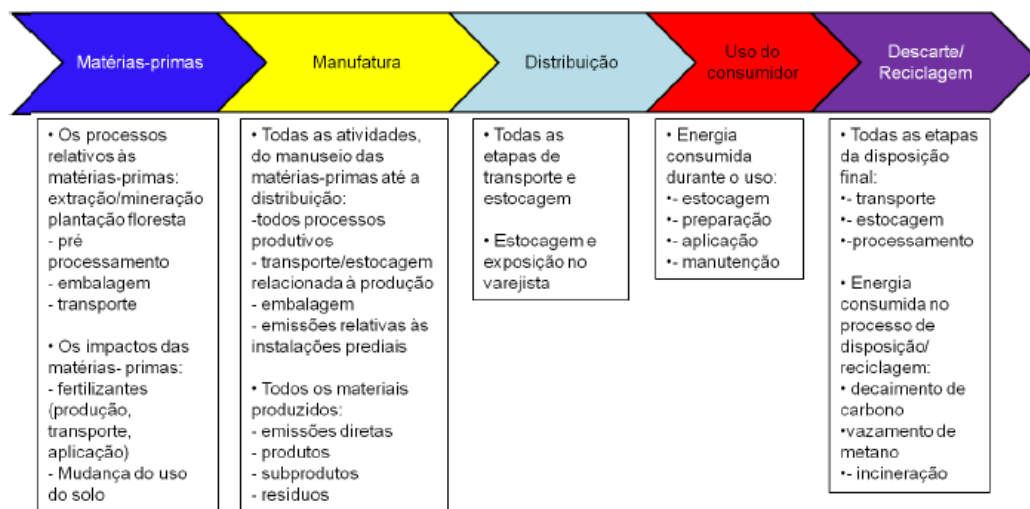 Matérias-primas
Manufatura
Distribuição
Uso do
consumidor
Descarte/
Reciclagem
• Os processos
relativos às
matérias-primas:
extração/mineração
plantação floresta
- pré
processamento
- embalagem
- transporte
• Os impactos das
matérias- primas:
- fertilizantes
(produção,
transporte,
aplicação)
- Mudança do uso
do solo
• Todas as atividades,
do manuseio das
matérias-primas até a
distribuição:
-todos processos
produtivos
- transporte/estocagem
relacionada à produção
- embalagem
- emissões relativas às
instalações prediais
• Todos os materiais
produzidos:
- emissões diretas
- produtos
- subprodutos
- resíduos
• Todas as
etapas de
transporte e
estocagem
• Estocagem e
exposição no
varejista
• Energia
consumida
durante o uso:
•- estocagem
•- preparação
•- aplicação
•- manutenção
• Todas as etapas
da disposição
final:
•- transporte
•- estocagem
•-processamento
• Energia
consumida no
processo de
disposição/
reciclagem:
• decaimento de
carbono
•vazamento de
metano
•- incineração